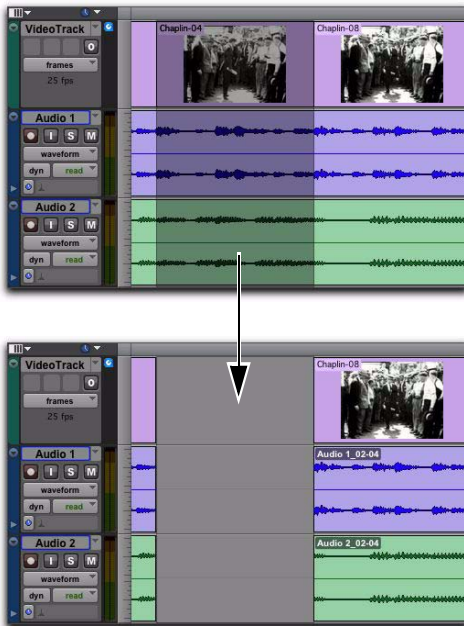 VideoTrack
O
frames
25 fps
Chaplin-04
Chaplin-08
Audio 1
I S M
waveform
dyn read
Audio 2
I S M
waveform
dyn read
VideoTrack
O
frames
25 fps
Chaplin-08
Audio 1
I S M
waveform
dyn read
Audio 1_02-04
Audio 2
I S M
waveform
dyn read
Audio 2_02-04